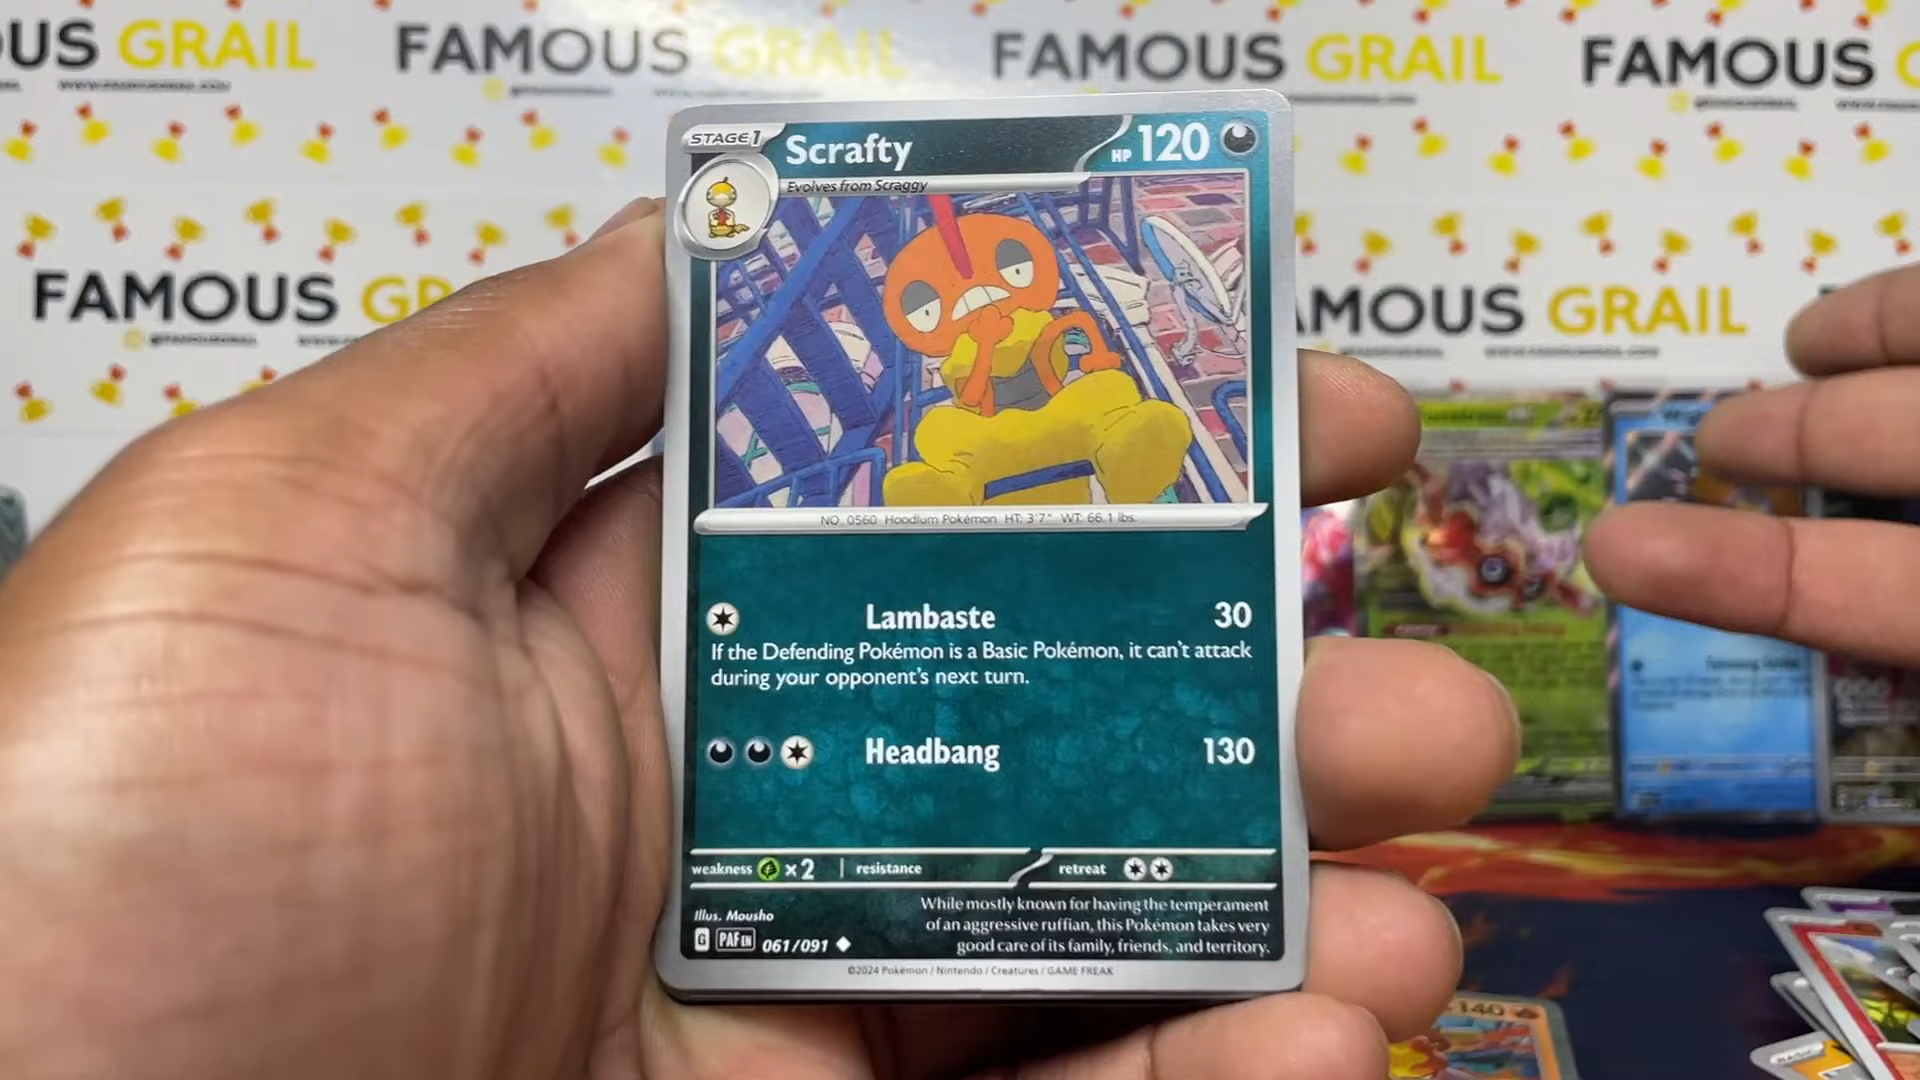 OUS GRAIL
FAMOUS GRAIL
FAMOUS GRAIL
FAMOUS
FAMOUS
AMOUS GRAIL
STAGE 1
Scrafty
HP 120
Evolves from Scraggy
NO. 0560 Hoodlum Pokémon HT: 3'7" WT: 66.1 lbs.
Lambaste 30
If the Defending Pokémon is a Basic Pokémon, it can't attack
during your opponent's next turn.
Headbang 130
weakness ×2 resistance retreat
Illus. Mousho
G PAF EN 061/091
While mostly known for having the temperament
of an aggressive ruffian, this Pokémon takes very
good care of its family, friends, and territory.
©2024 Pokémon / Nintendo / Creatures / GAME FREAK
140